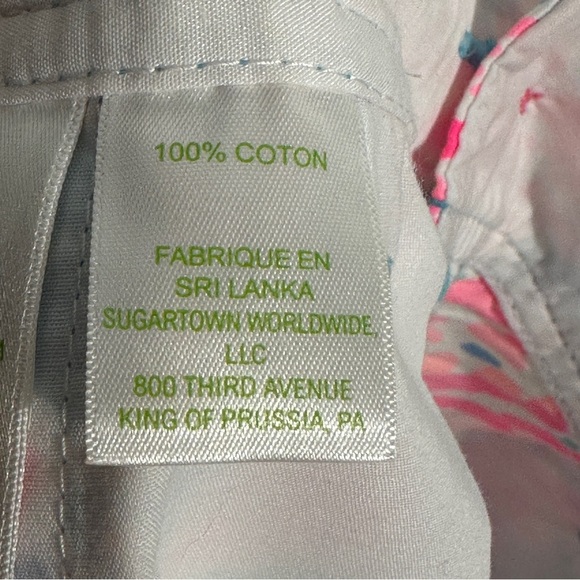 100% COTON
FABRIQUE EN
SRI LANKA
SUGARTOWN WORLDWIDE,
LLC
800 THIRD AVENUE
KING OF PRUSSIA, PA